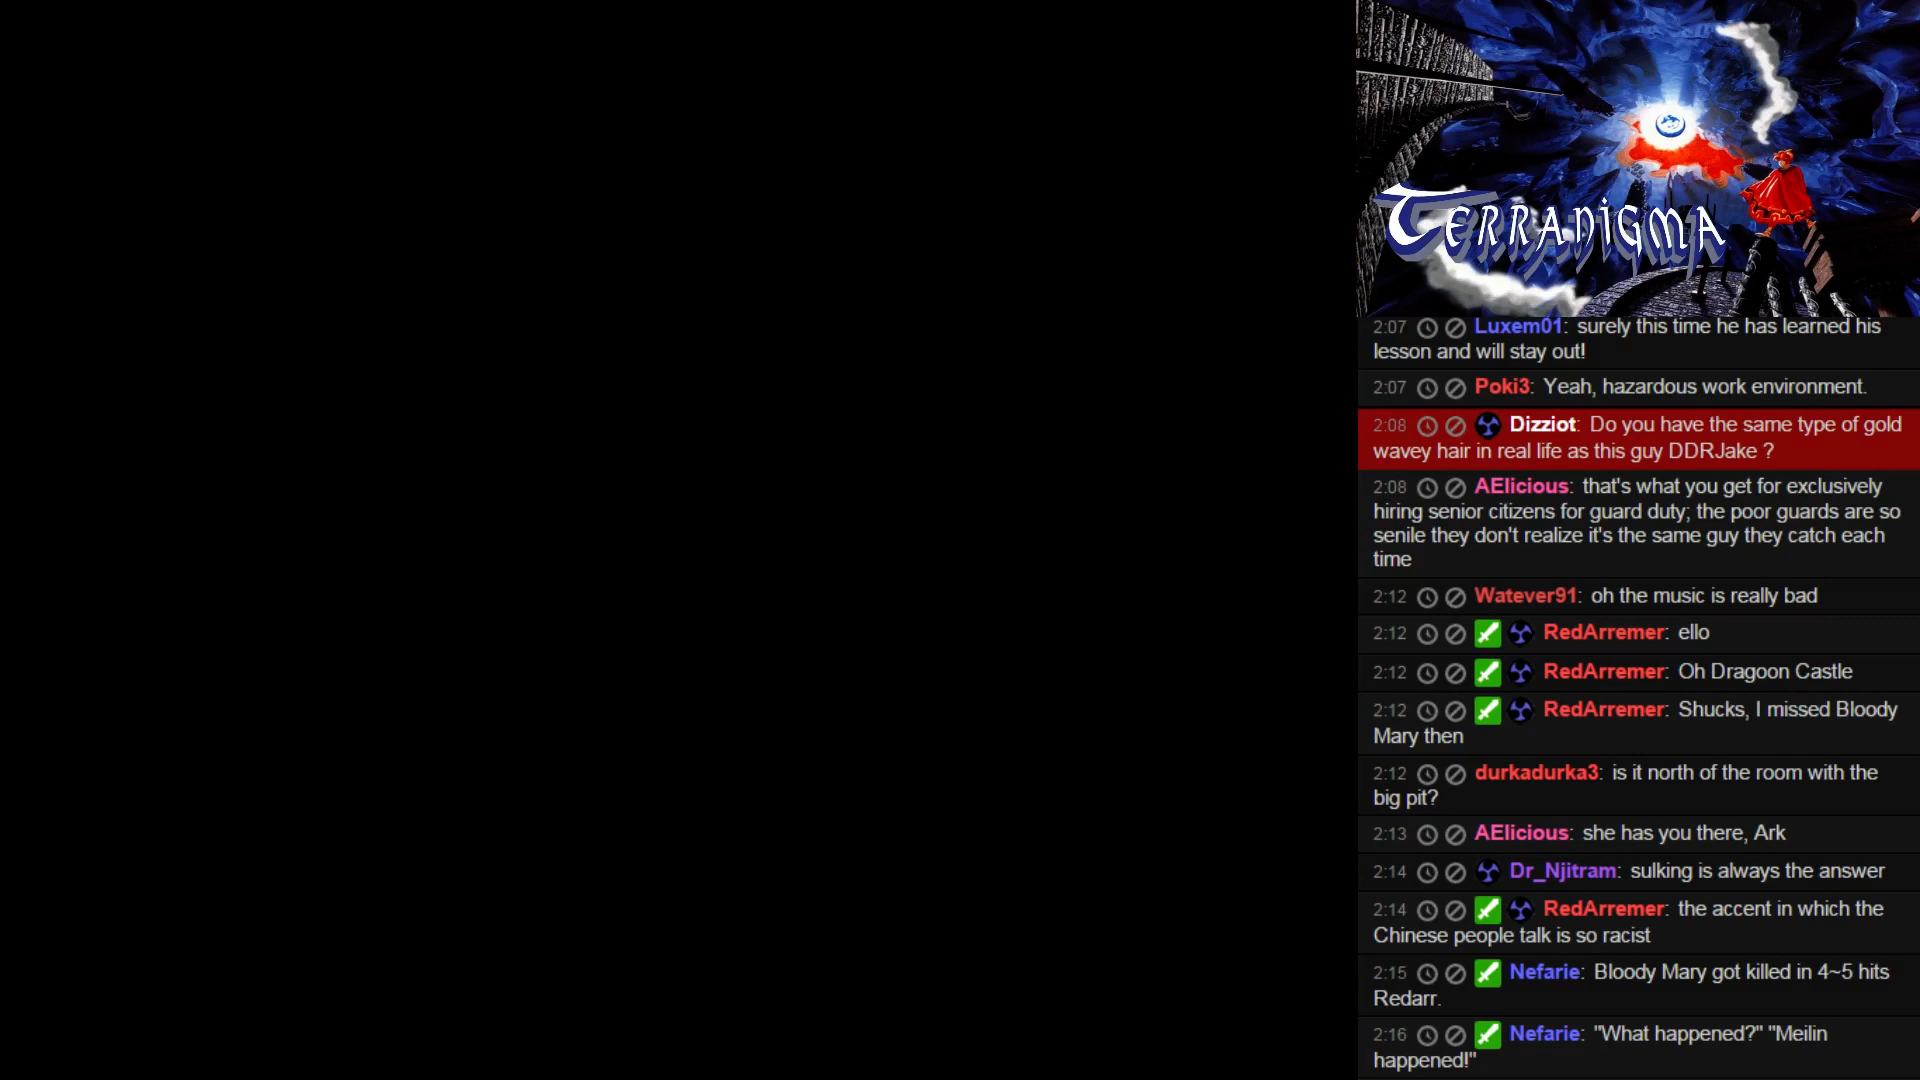 TERRANIGMA
2:07 Luxem01: surely this time he has learned his
lesson and will stay out!
2:07 Poki3: Yeah, hazardous work environment.
2:08 Dizziot: Do you have the same type of gold
wavey hair in real life as this guy DDRJake ?
2:08 AElicious: that's what you get for exclusively
hiring senior citizens for guard duty; the poor guards are so
senile they don't realize it's the same guy they catch each
time
2:12 Watever91: oh the music is really bad
2:12 RedArremer: ello
2:12 RedArremer: Oh Dragoon Castle
2:12 RedArremer: Shucks, I missed Bloody
Mary then
2:12 durkadurka3: is it north of the room with the
big pit?
2:13 AElicious: she has you there, Ark
2:14 Dr_Njitram: sulking is always the answer
2:14 RedArremer: the accent in which the
Chinese people talk is so racist
2:15 Nefarie: Bloody Mary got killed in 4~5 hits
Redarr.
2:16 Nefarie: "What happened?" "Meilin
happened!"